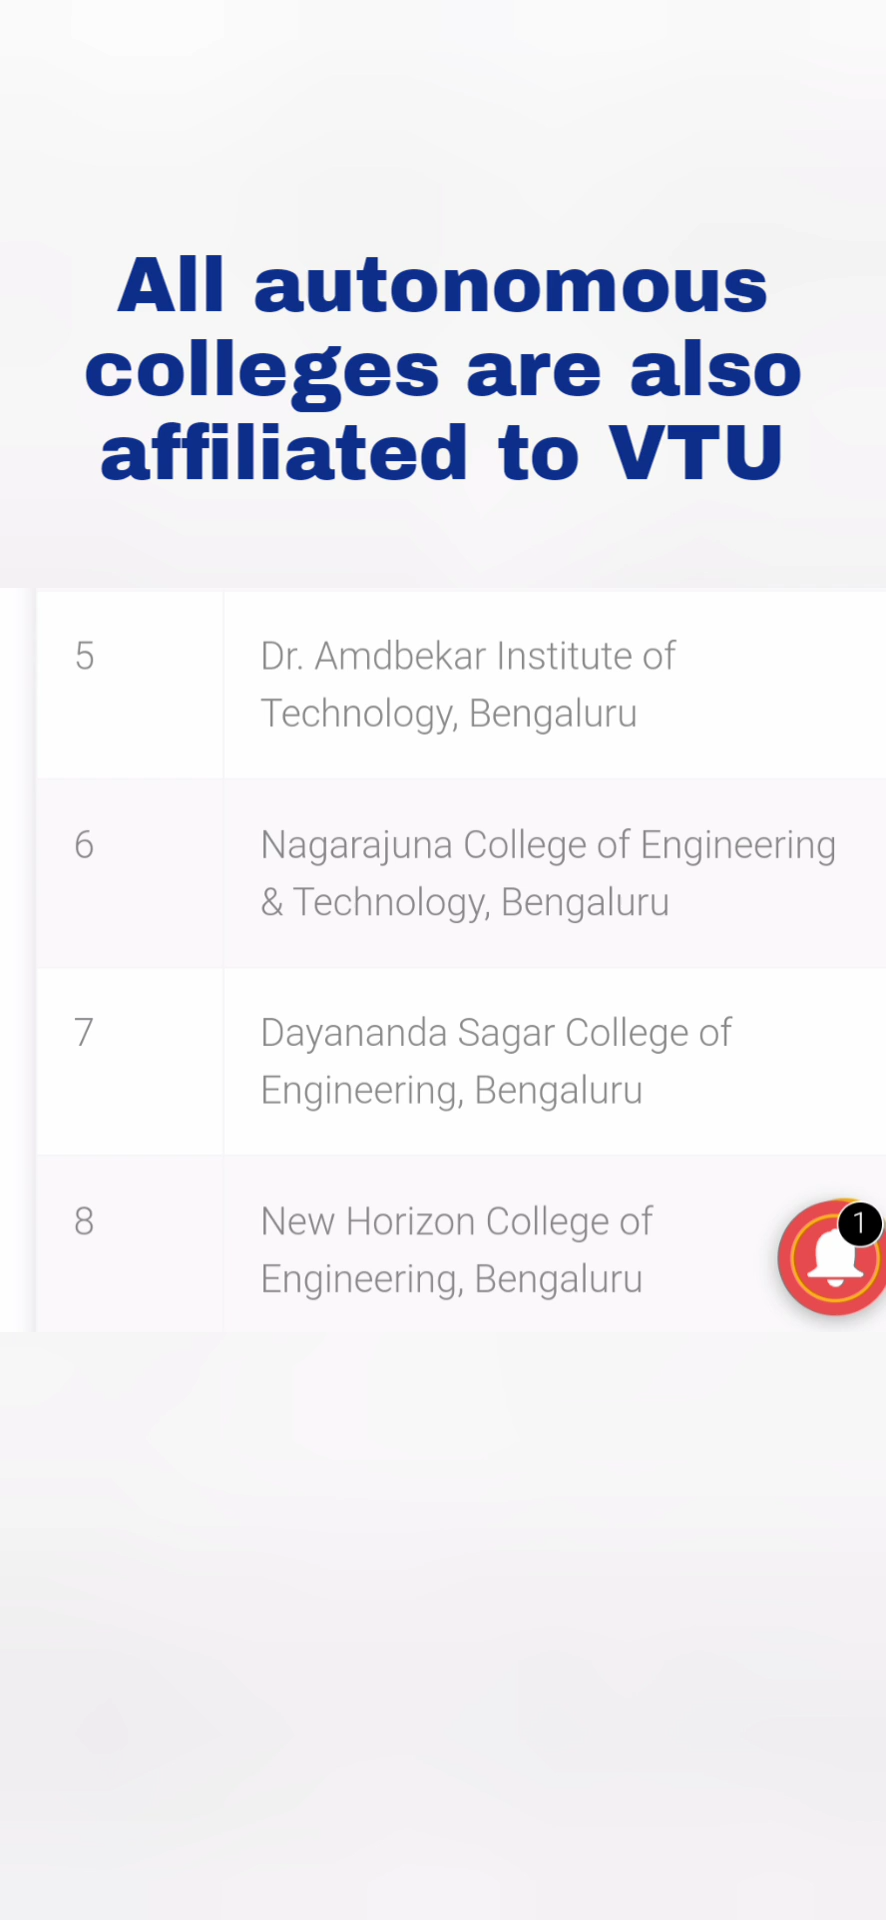 All autonomous
colleges are also
affiliated to VTU
5
Dr. Amdbekar Institute of
Technology, Bengaluru
6
Nagarajuna College of Engineering
& Technology, Bengaluru
7
Dayananda Sagar College of
Engineering, Bengaluru
8
New Horizon College of
Engineering, Bengaluru
1